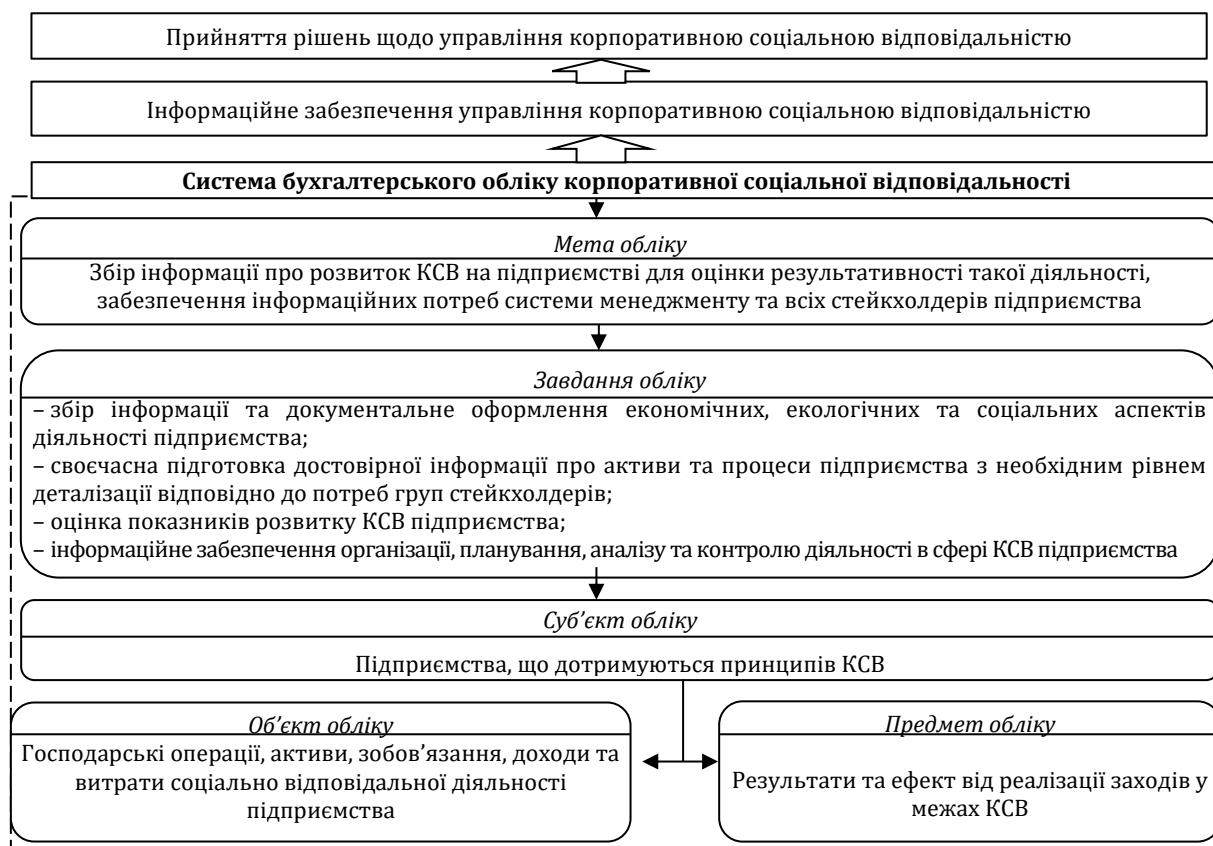 Прийняття рішень щодо управління корпоративною соціальною відповідальністю
Інформаційне забезпечення управління корпоративною соціальною відповідальністю
Система бухгалтерського обліку корпоративної соціальної відповідальності
Мета обліку
Збір інформації про розвиток КСВ на підприємстві для оцінки результативності такої діяльності,
забезпечення інформаційних потреб системи менеджменту та всіх стейкхолдерів підприємства
Завдання обліку
– збір інформації та документальне оформлення економічних, екологічних та соціальних аспектів
діяльності підприємства;
– своєчасна підготовка достовірної інформації про активи та процеси підприємства з необхідним рівнем
деталізації відповідно до потреб груп стейкхолдерів;
– оцінка показників розвитку КСВ підприємства;
– інформаційне забезпечення організації, планування, аналізу та контролю діяльності в сфері КСВ підприємства
Суб’єкт обліку
Підприємства, що дотримуються принципів КСВ
Об’єкт обліку
Господарські операції, активи, зобов’язання, доходи та
витрати соціально відповідальної діяльності
підприємства
Предмет обліку
Результати та ефект від реалізації заходів у
межах КСВ